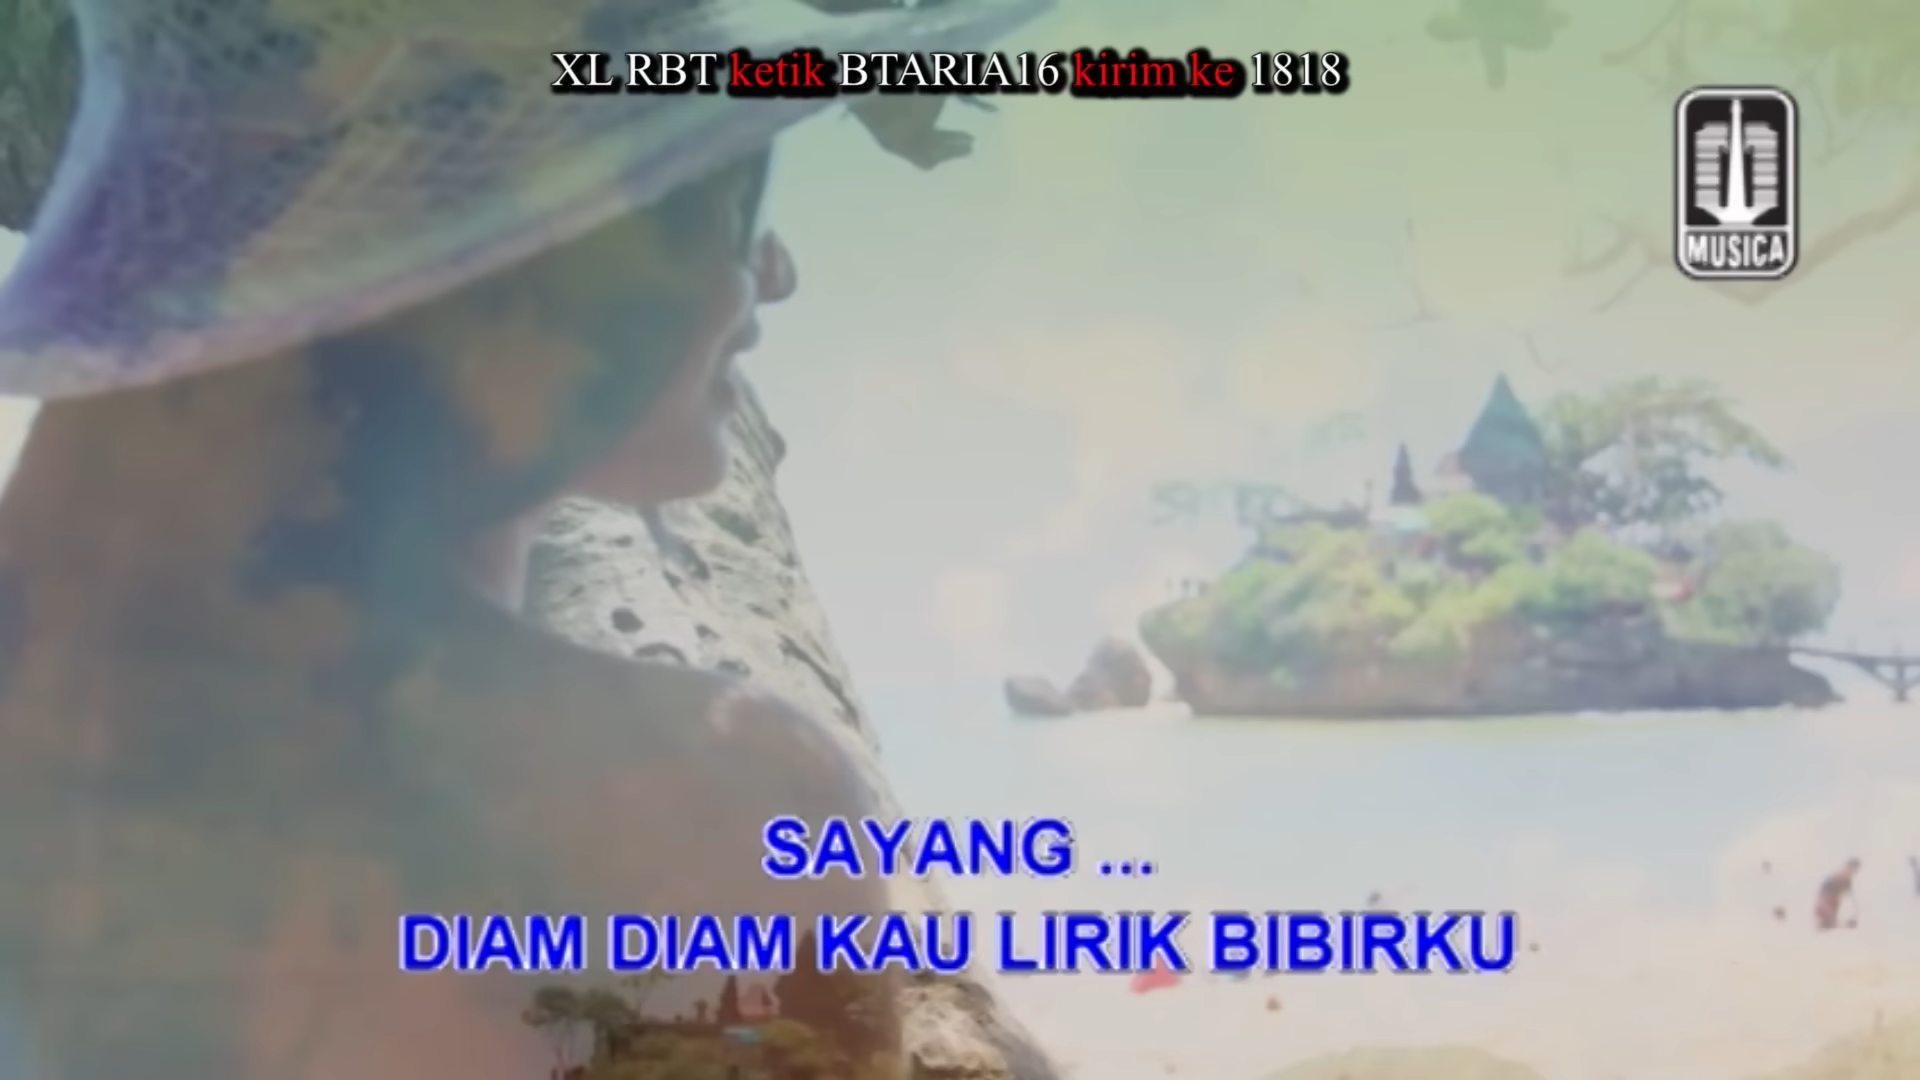 XL RBT ketik BTARIA16 kirim ke 1818
MUSICA
SAYANG ...
DIAM DIAM KAU LIRIK BIBIRKU